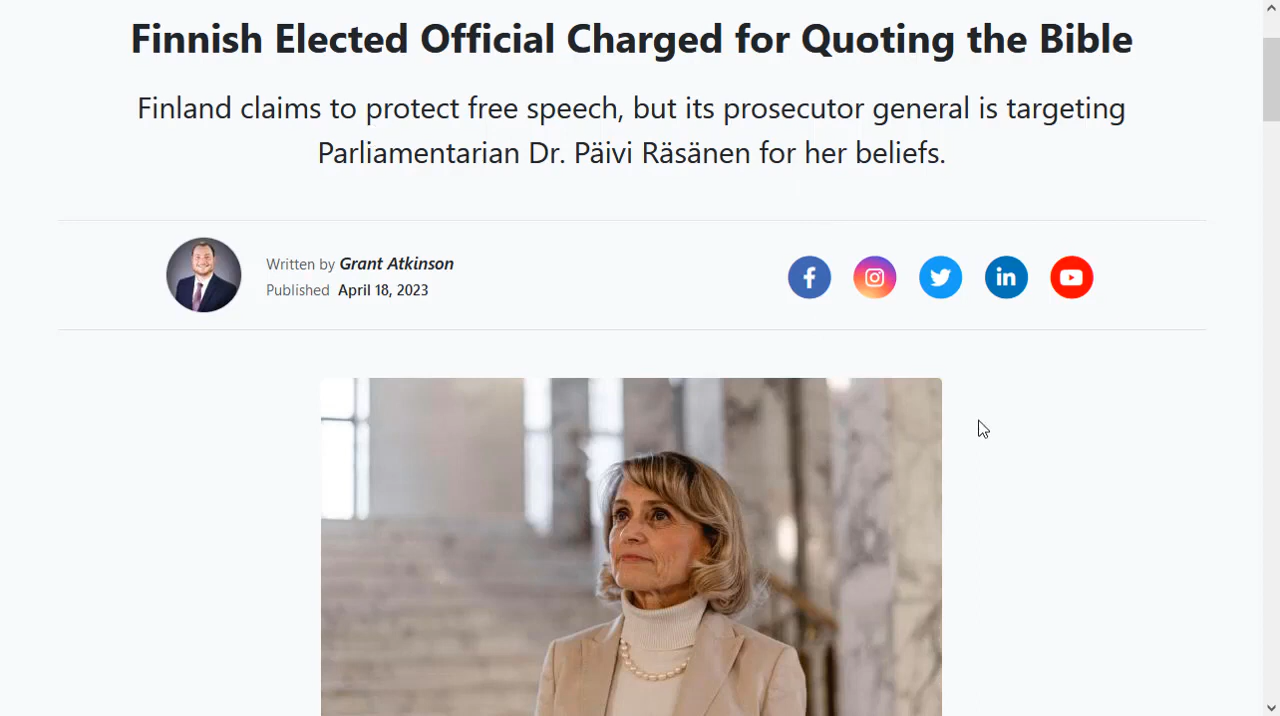 Finnish Elected Official Charged for Quoting the Bible
Finland claims to protect free speech, but its prosecutor general is targeting
Parliamentarian Dr. Päivi Räsänen for her beliefs.
Written by Grant Atkinson
Published April 18, 2023